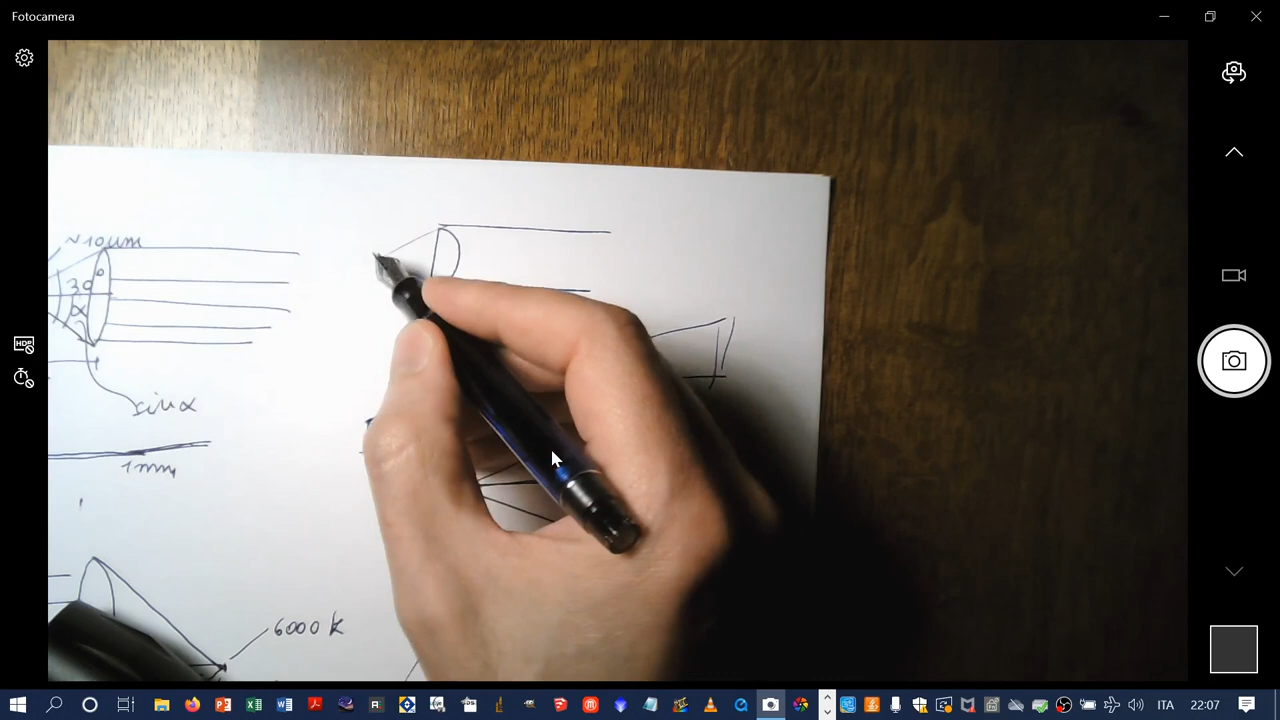 Fotocamera
~10μm
30°
α
sin α
1mm
6000 K
ITA
22:07